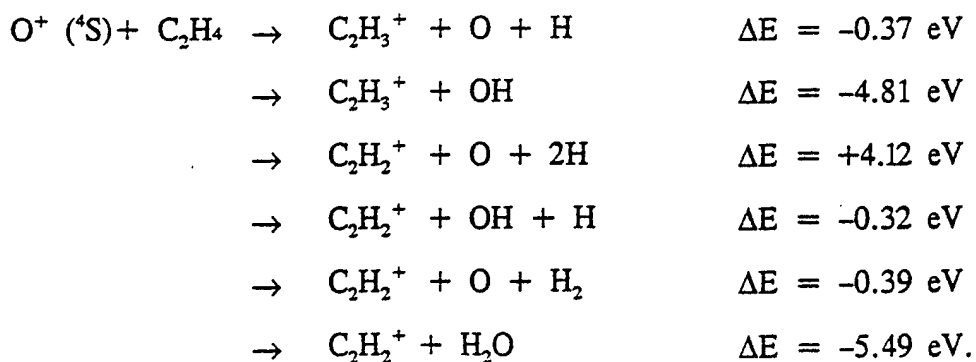 O⁺ (⁴S)+ C₂H₄ → C₂H₃⁺ + O + H ΔE = –0.37 eV
→ C₂H₃⁺ + OH ΔE = –4.81 eV
→ C₂H₂⁺ + O + 2H ΔE = +4.12 eV
→ C₂H₂⁺ + OH + H ΔE = –0.32 eV
→ C₂H₂⁺ + O + H₂ ΔE = –0.39 eV
→ C₂H₂⁺ + H₂O ΔE = –5.49 eV.